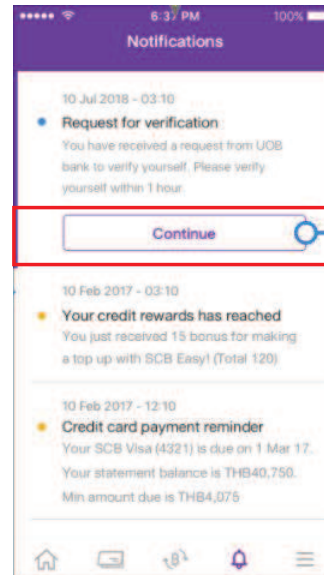 6:37 PM
100%
Notifications
10 Jul 2018 - 03:10
Request for verification
You have received a request from UOB
bank to verify yourself. Please verify
yourself within 1 hour
Continue
10 Feb 2017 - 03:10
Your credit rewards has reached
You just received 15 bonus for making
a top up with SCB Easy! (Total 120)
10 Feb 2017 - 12:10
Credit card payment reminder
Your SCB Visa (4321) is due on 1 Mar 17.
Your statement balance is THB40,750.
Min amount due is THB4,075